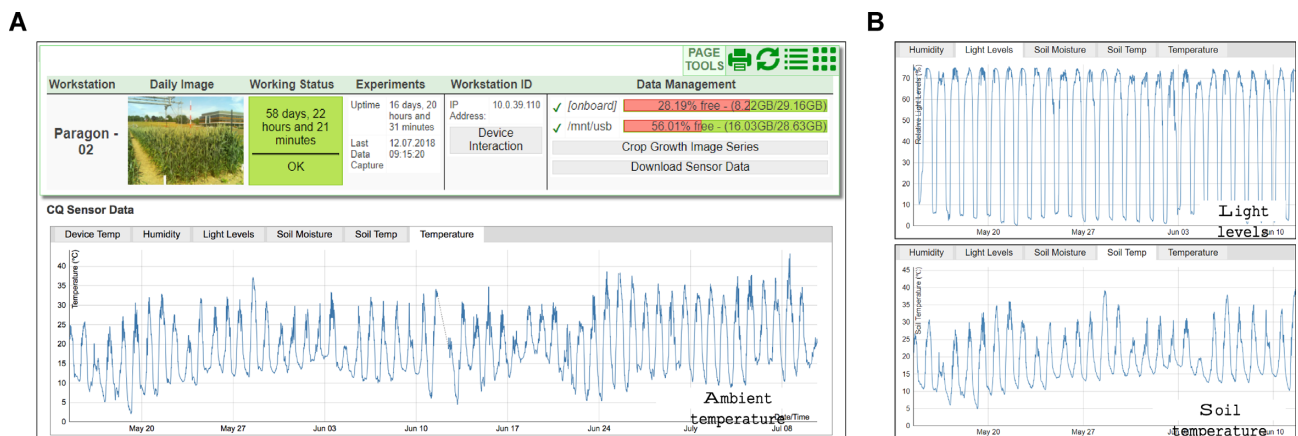 A
PAGE
TOOLS
Workstation Daily Image Working Status Experiments Workstation ID Data Management
Paragon -
02
58 days, 22
hours and 21
minutes
OK
Uptime 16 days, 20
hours and
31 minutes
Last 12.07.2018
Data 09:15:20
Capture
IP 10.0.39.110
Address:
Device
Interaction
[onboard] 28.19% free - (8.22GB/29.16GB)
/mnt/usb 56.01% free - (16.03GB/28.63GB)
Crop Growth Image Series
Download Sensor Data
CQ Sensor Data
Device Temp Humidity Light Levels Soil Moisture Soil Temp Temperature
Temperature (°C)
40
35
30
25
20
15
10
5
0
May 20 May 27 Jun 03 Jun 10 Jun 17 Jun 24 July Jul 08
Date/Time
Ambient
temperature
B
Humidity Light Levels Soil Moisture Soil Temp Temperature
Relative Light Levels (%)
70
60
50
40
30
20
10
0
May 20 May 27 Jun 03 Jun 10
Light
levels
Humidity Light Levels Soil Moisture Soil Temp Temperature
Soil Temperature (°C)
45
40
35
30
25
20
15
10
5
0
May 20 May 27 Jun 03 Jun 10
Soil
temperature